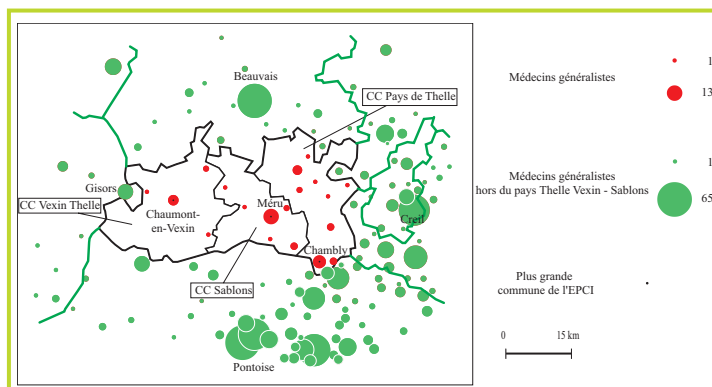 Beauvais
CC Pays de Thelle
Gisors
CC Vexin Thelle
Chaumont-
en-Vexin
Méru
Creil
Chambly
CC Sablons
Pontoise
Médecins généralistes
1
13
Médecins généralistes
hors du pays Thelle Vexin - Sablons
1
65
Plus grande
commune de l'EPCI
0
15 km